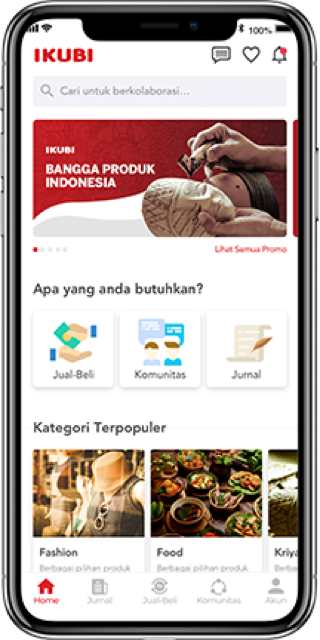 100%
IKUBI
Cari untuk berkolaborasi...
IKUBI
BANGGA PRODUK
INDONESIA
Lihat Semua Promo
Apa yang anda butuhkan?
Jual-Beli
Komunitas
Jurnal
Kategori Terpopuler
Fashion
Food
Kriya
Berbagai pilihan produk
Berbagai pilihan produk
Home
Jurnal
Jual-Beli
Komunitas
Akun